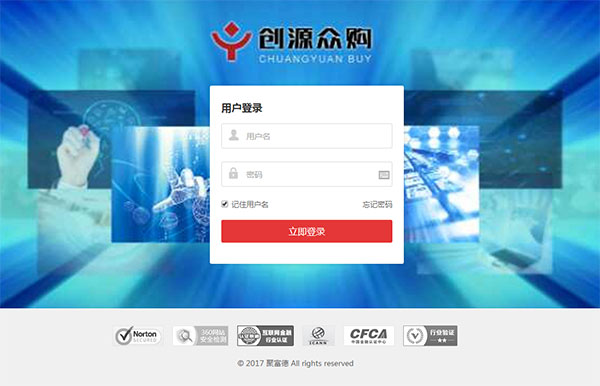 创源众购
CHUANGYUAN BUY
用户登录
用户名
密码
记住用户名
忘记密码
立即登录
Norton
SECURED
360网站
安全检测
互联网金融
行业认证
CFCA
中国金融认证中心
行业验证
© 2017 聚富德 All rights reserved